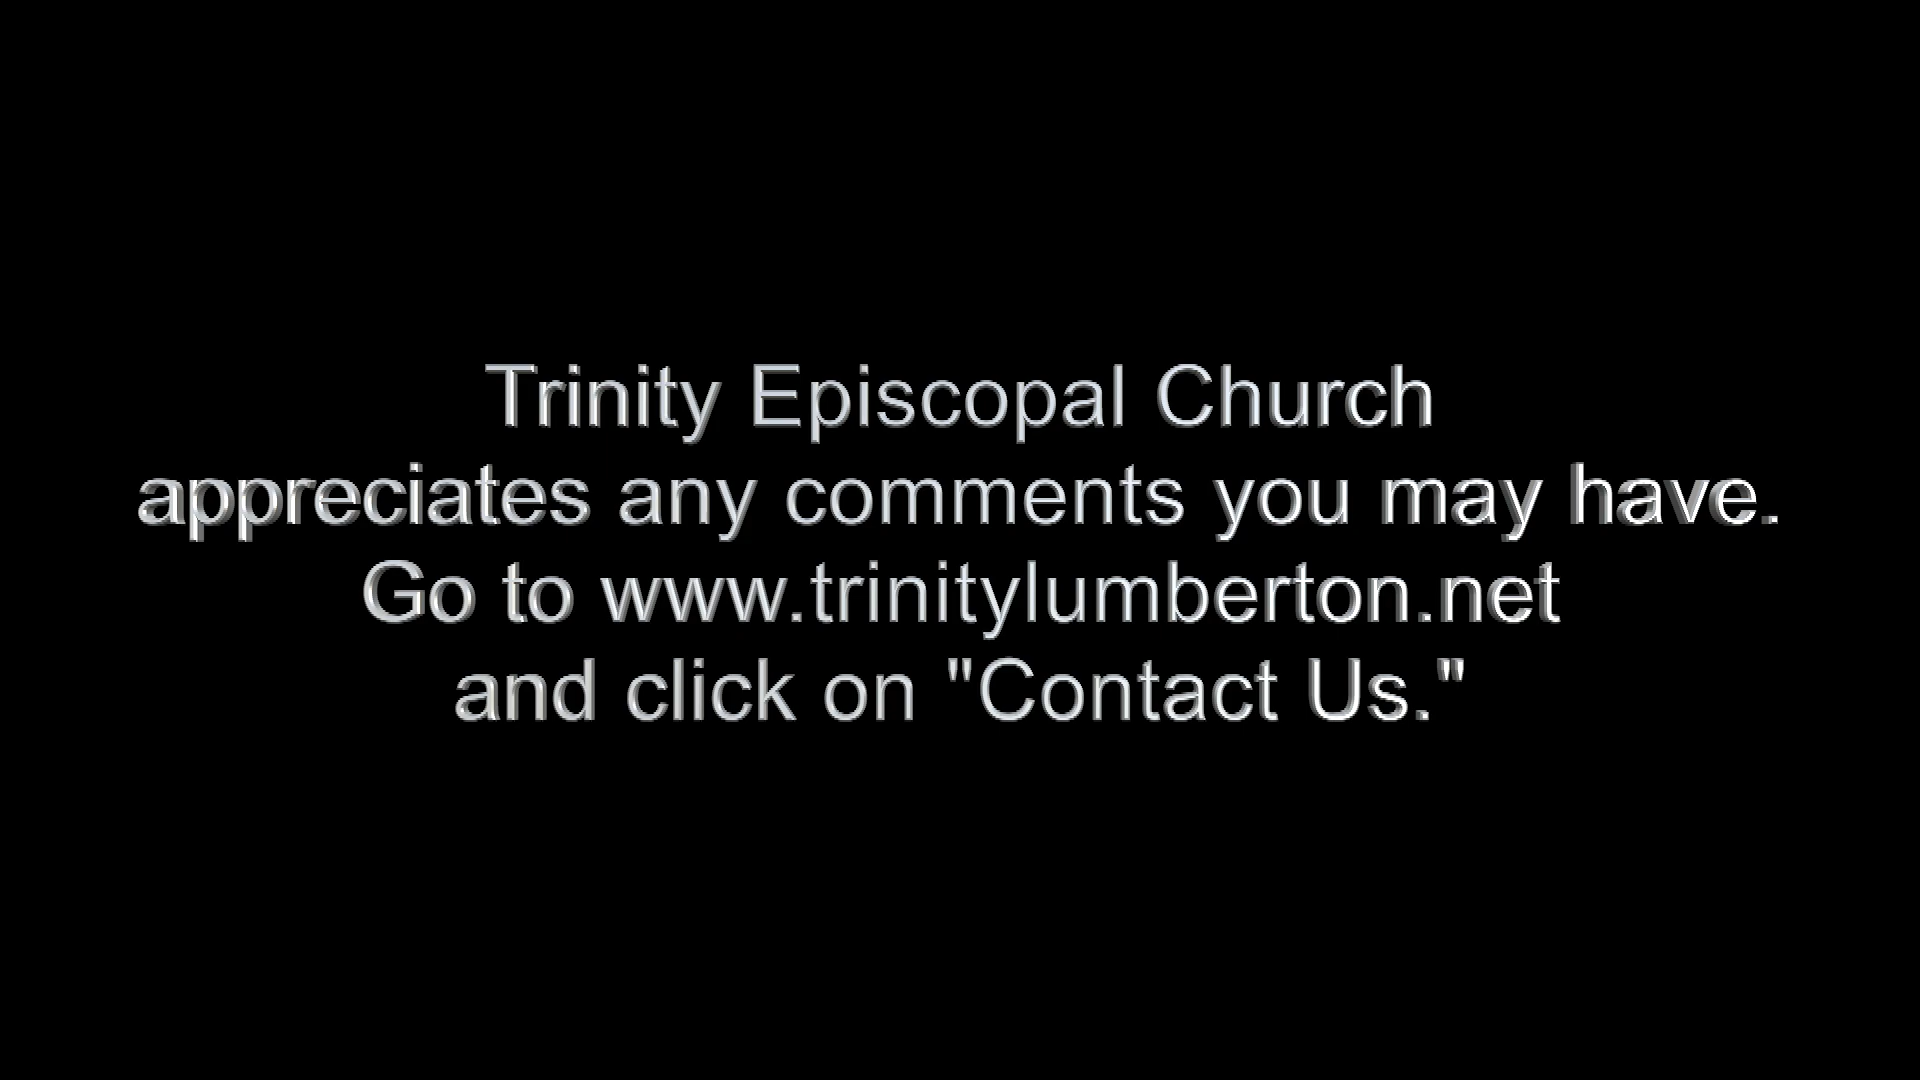 Trinity Episcopal Church
appreciates any comments you may have.
Go to www.trinitylumberton.net
and click on "Contact Us."